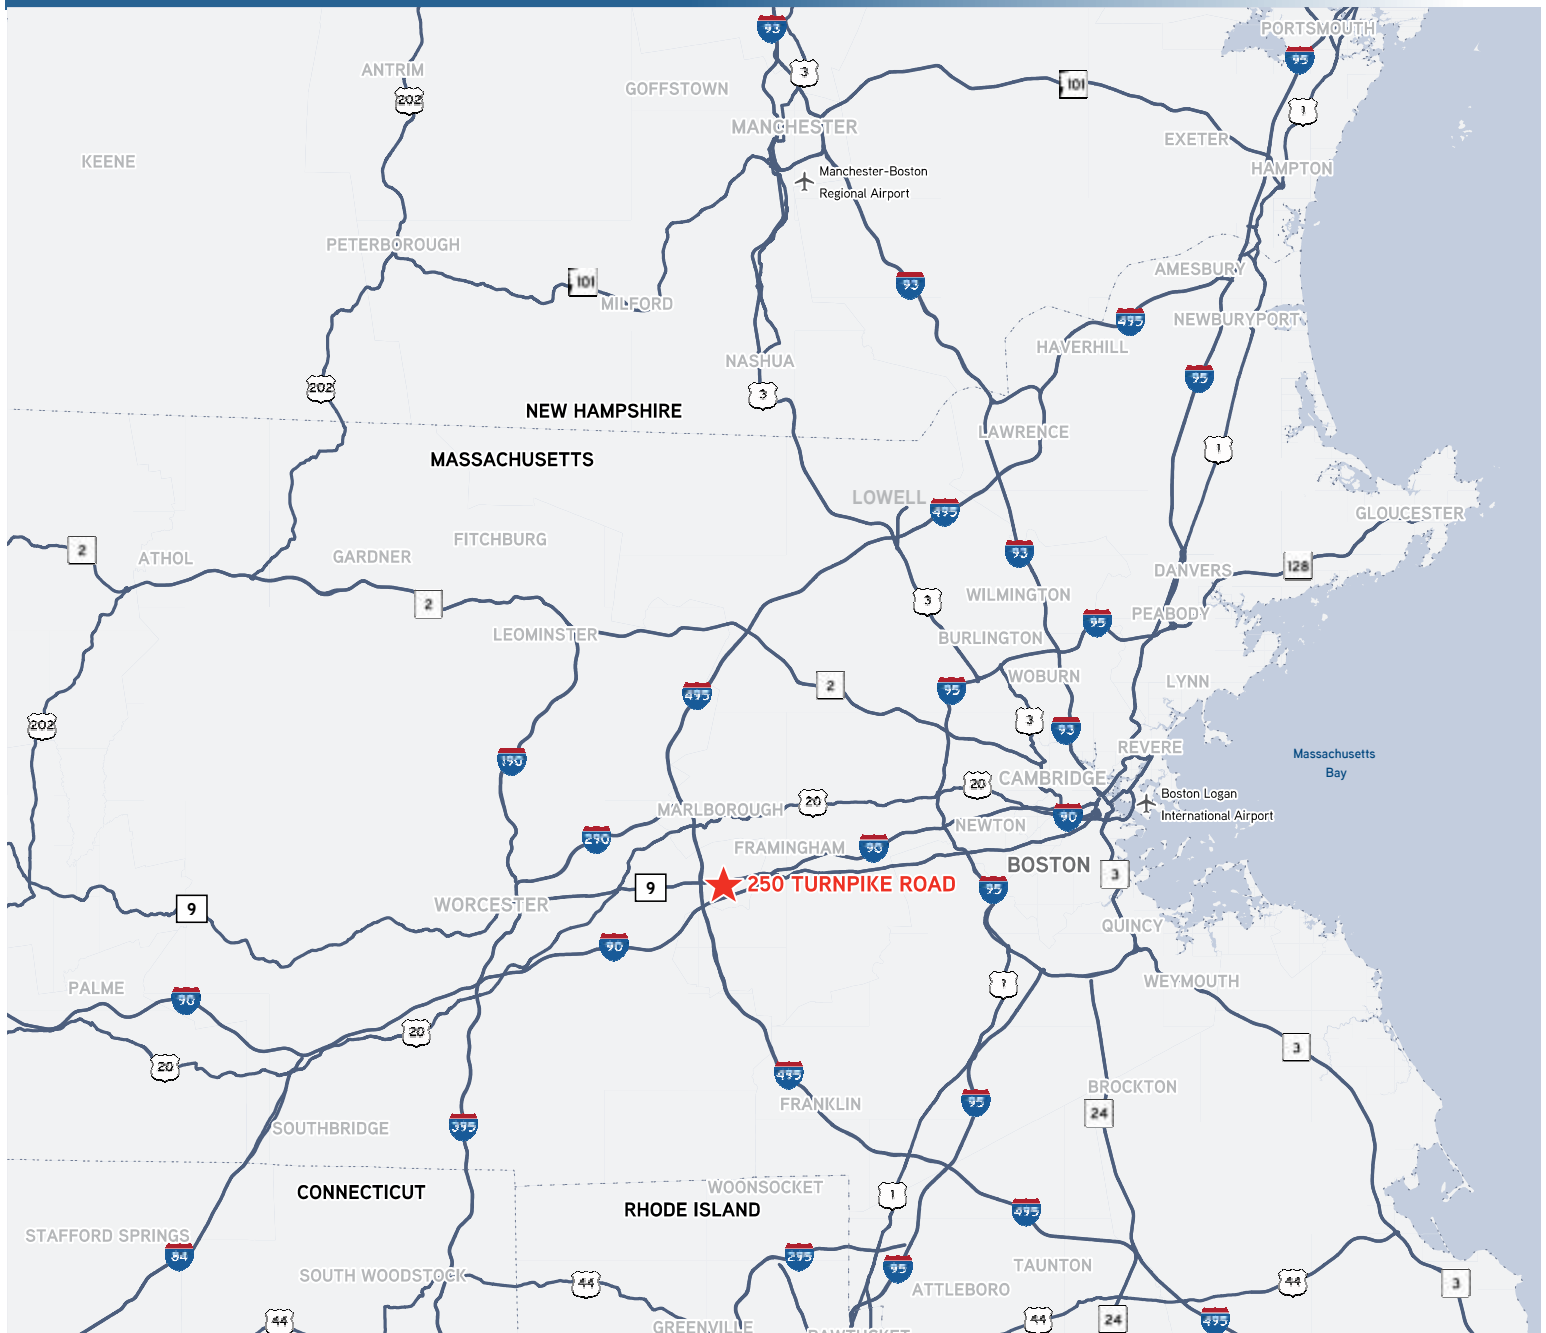 93
PORTSMOUTH
95
3
ANTRIM
202
GOFFSTOWN
101
1
MANCHESTER
EXETER
KEENE
HAMPTON
Manchester-Boston
Regional Airport
PETERBOROUGH
AMESBURY
101
93
MILFORD
495
NEWBURYPORT
HAVERHILL
NASHUA
95
202
3
NEW HAMPSHIRE
LAWRENCE
1
MASSACHUSETTS
LOWELL
495
GLOUCESTER
FITCHBURG
2
ATHOL
GARDNER
93
128
DANVERS
2
3
WILMINGTON
PEABODY
95
LEOMINSTER
BURLINGTON
WOBURN
LYNN
2
95
495
202
3
93
REVERE
Massachusetts
Bay
190
CAMBRIDGE
20
Boston Logan
International Airport
20
MARLBOROUGH
90
NEWTON
290
FRAMINGHAM
90
BOSTON
3
9
250 TURNPIKE ROAD
95
9
WORCESTER
QUINCY
90
PALME
90
WEYMOUTH
20
3
20
495
BROCKTON
95
FRANKLIN
24
395
SOUTHBRIDGE
CONNECTICUT
WOONSOCKET
1
RHODE ISLAND
495
STAFFORD SPRINGS
84
295
95
TAUNTON
SOUTH WOODSTOCK
44
ATTLEBORO
44
3
44
GREENVILLE
PAWTUCKET
44
24
495